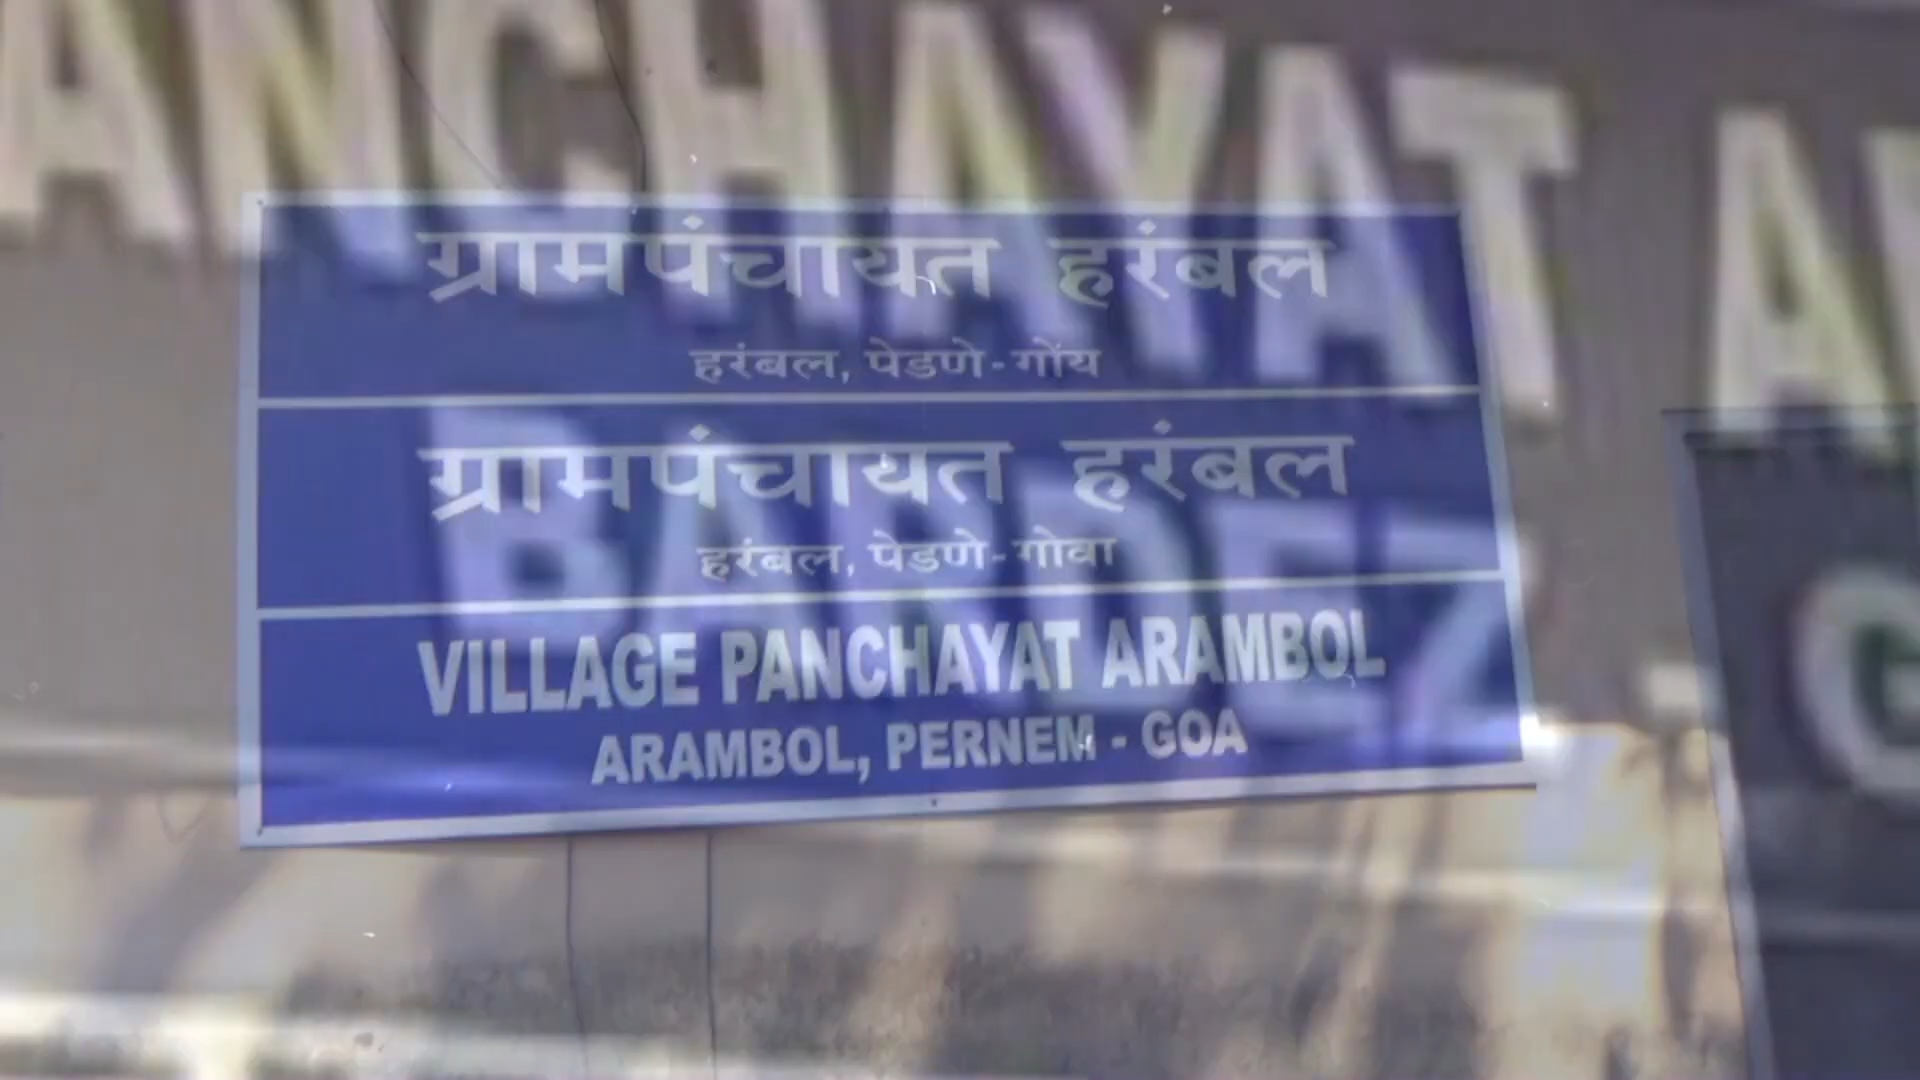 ANCHAYAT A
ग्रामपंचायत हरंबल
हरंबल, पेडणे-गोंय
ग्रामपंचायत हरंबल
हरंबल, पेडणे-गोवा
BARDEZ
VILLAGE PANCHAYAT ARAMBOL
ARAMBOL, PERNEM - GOA